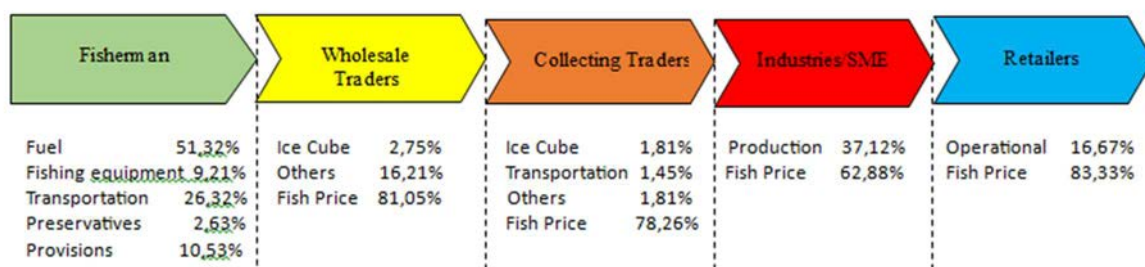 Fisherman
Wholesale
Traders
Collecting Traders
Industries/SME
Retailers
Fuel 51,32%
Fishing equipment 9,21%
Transportation 26,32%
Preservatives 2,63%
Provisions 10,53%
Ice Cube 2,75%
Others 16,21%
Fish Price 81,05%
Ice Cube 1,81%
Transportation 1,45%
Others 1,81%
Fish Price 78,26%
Production 37,12%
Fish Price 62,88%
Operational 16,67%
Fish Price 83,33%